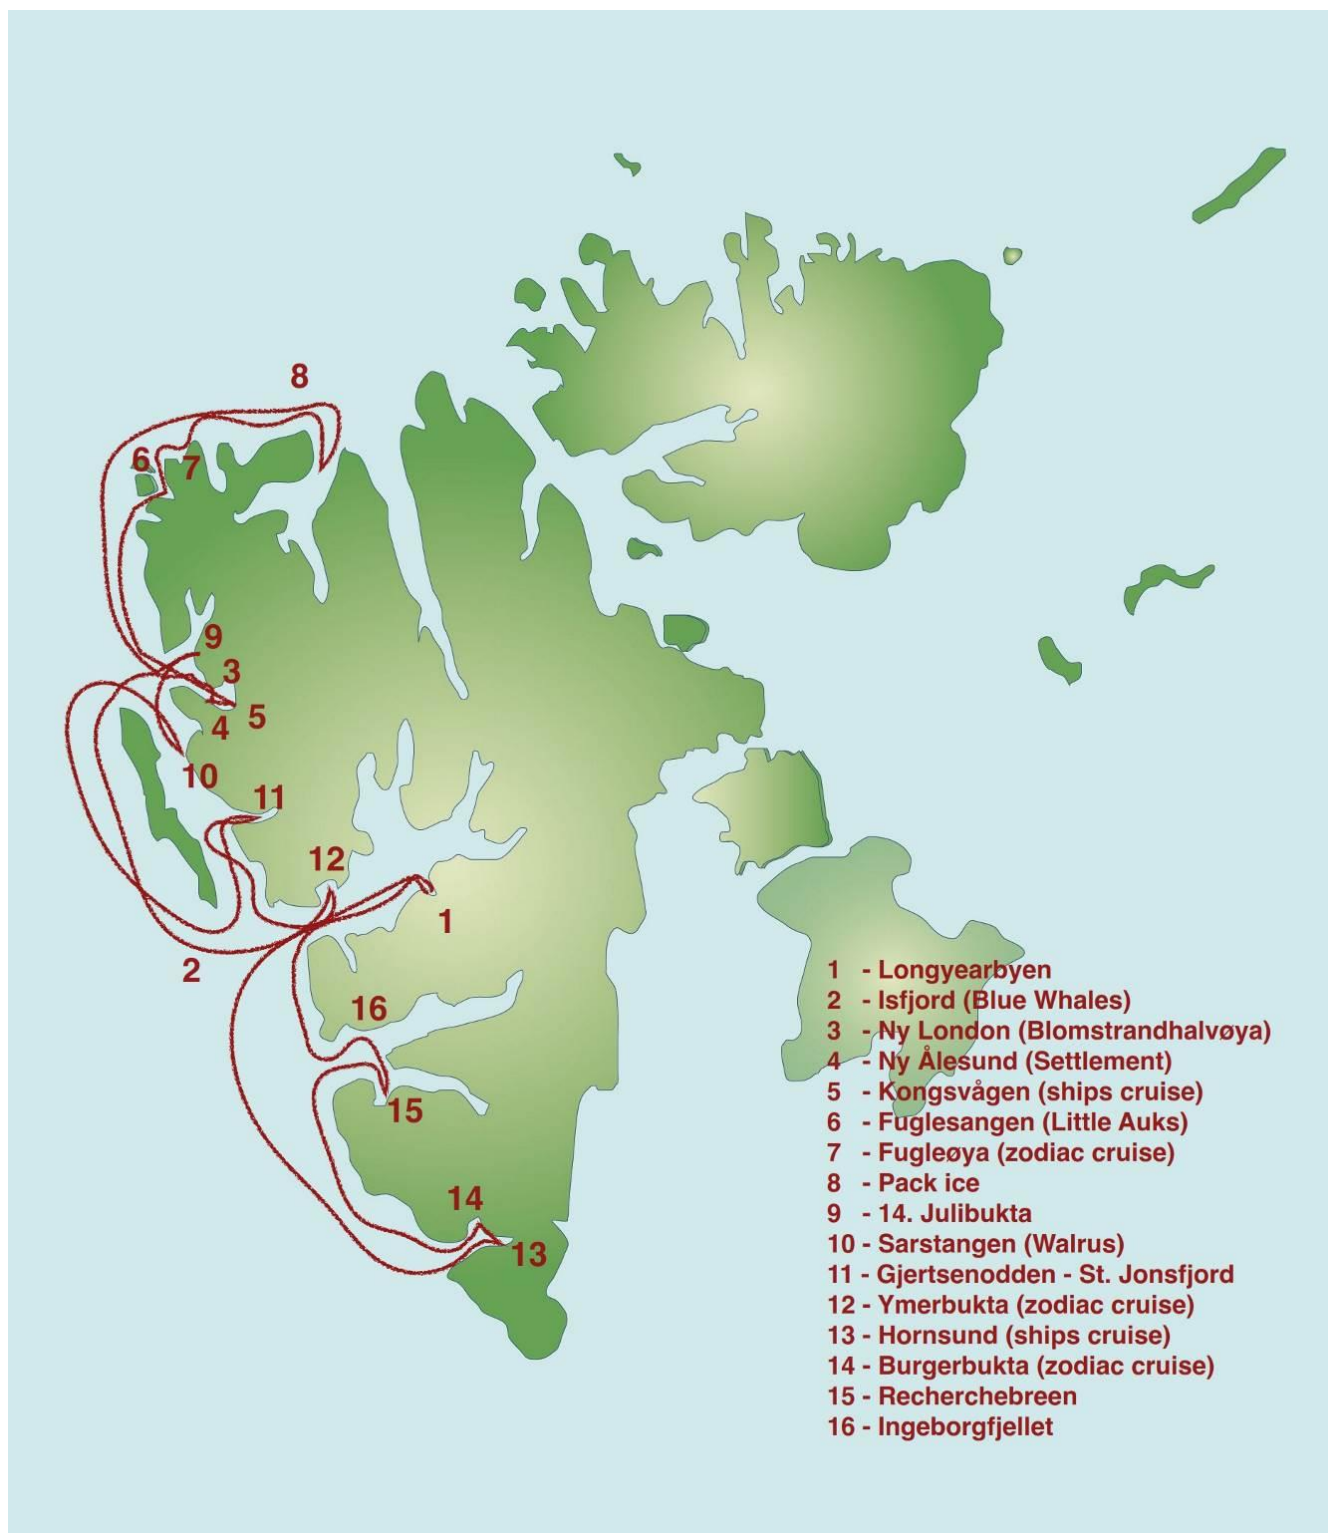 8
6
7
9
3
5
4
10
11
12
1
2
16
15
14
13
1 - Longyearbyen
2 - Isfjord (Blue Whales)
3 - Ny London (Blomstrandhalvøya)
4 - Ny Ålesund (Settlement)
5 - Kongsvågen (ships cruise)
6 - Fuglesangen (Little Auks)
7 - Fugleøya (zodiac cruise)
8 - Pack ice
9 - 14. Julibukta
10 - Sarstangen (Walrus)
11 - Gjertsenodden - St. Jonsfjord
12 - Ymerbukta (zodiac cruise)
13 - Hornsund (ships cruise)
14 - Burgerbukta (zodiac cruise)
15 - Recherchebreen
16 - Ingeborgfjellet